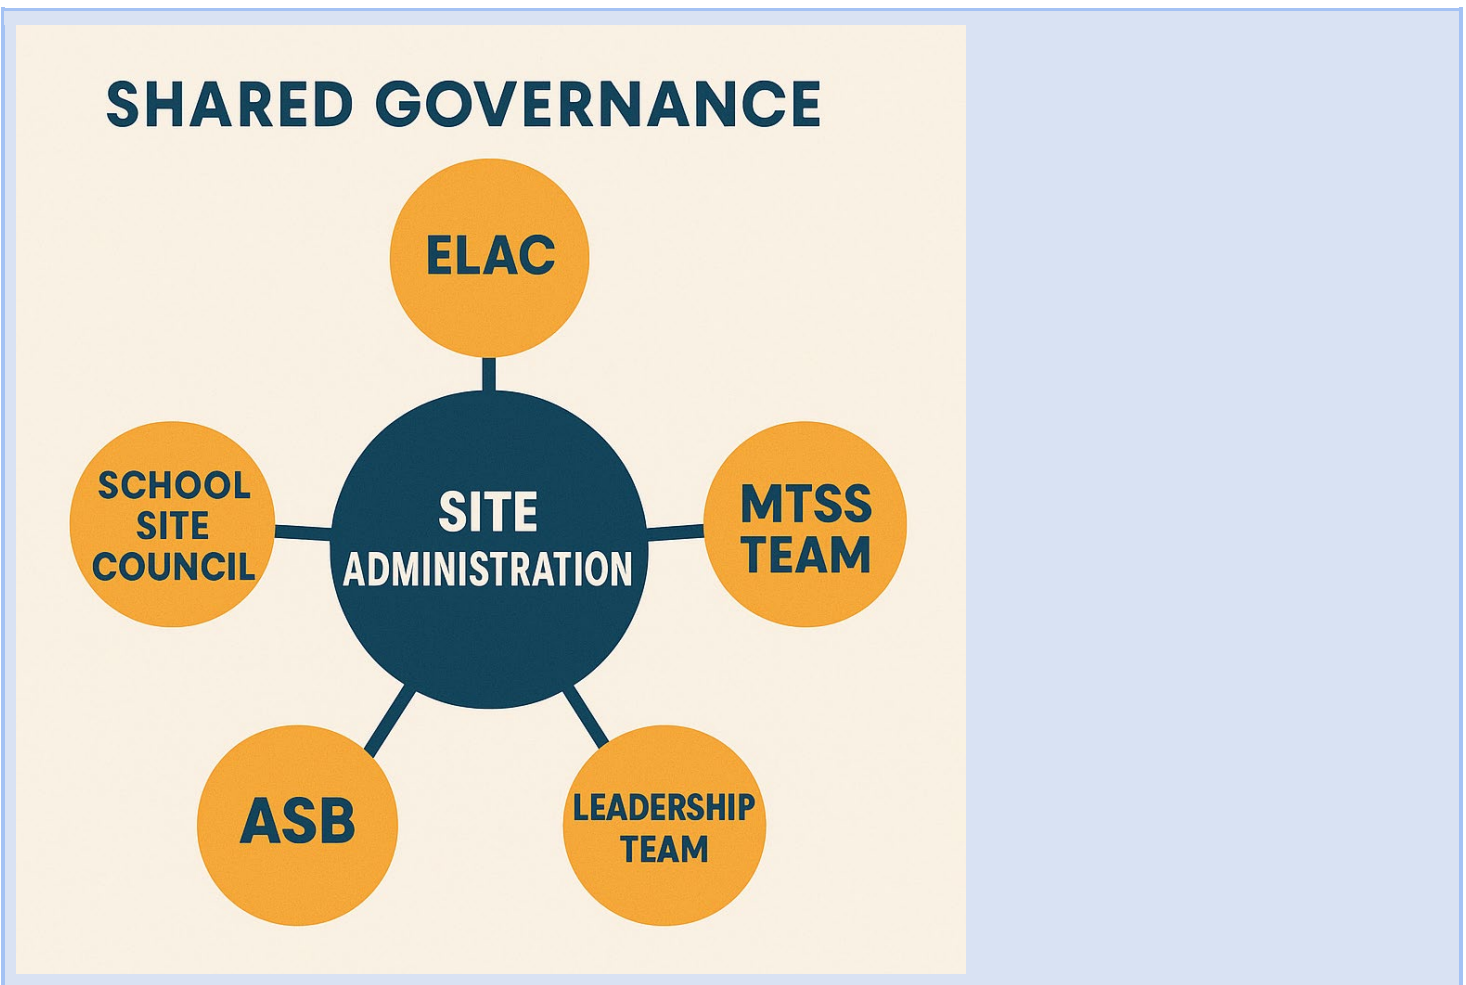 SHARED GOVERNANCE
ELAC
SCHOOL
SITE
COUNCIL
SITE
ADMINISTRATION
MTSS
TEAM
ASB
LEADERSHIP
TEAM